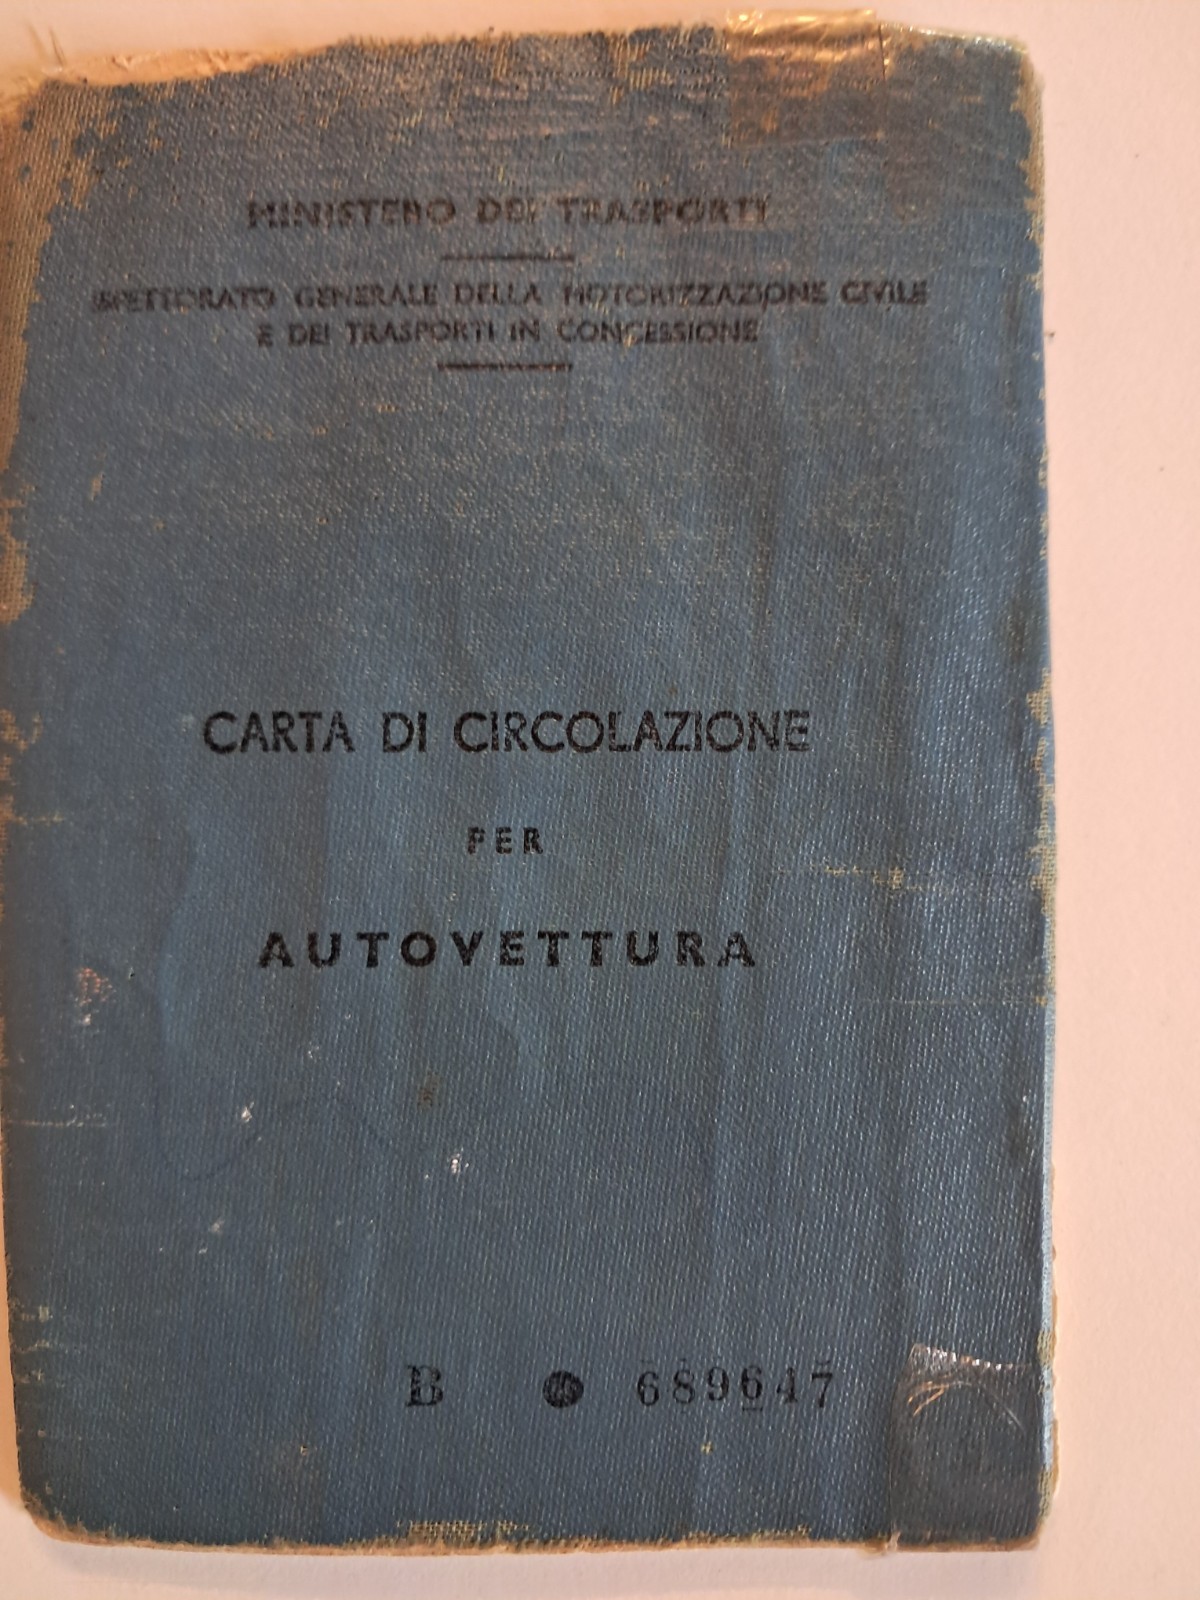 MINISTERO DEI TRASPORTI
ISPETTORATO GENERALE DELLA MOTORIZZAZIONE CIVILE
E DEI TRASPORTI IN CONCESSIONE
CARTA DI CIRCOLAZIONE
PER
AUTOVETTURA
B ● 689647